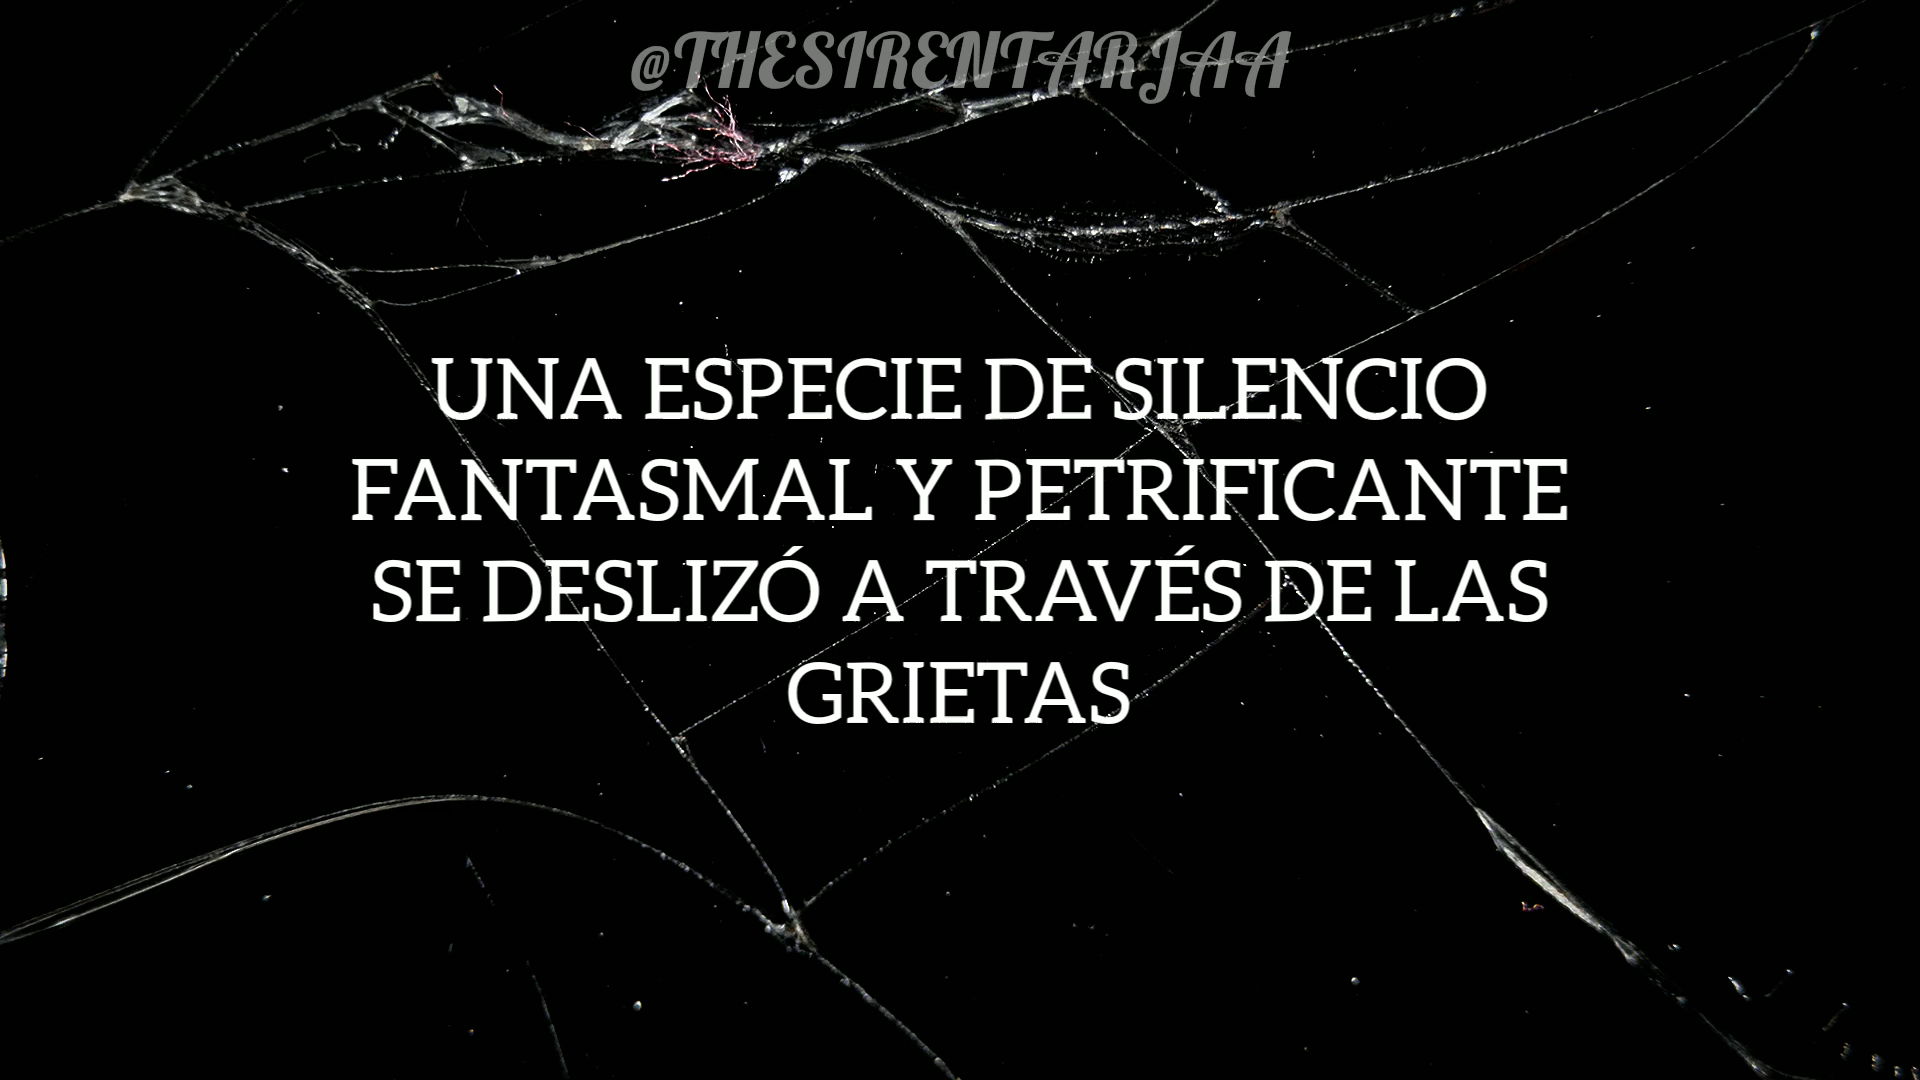 @THESIRENTARJAA
UNA ESPECIE DE SILENCIO
FANTASMAL Y PETRIFICANTE
SE DESLIZÓ A TRAVÉS DE LAS
GRIETAS